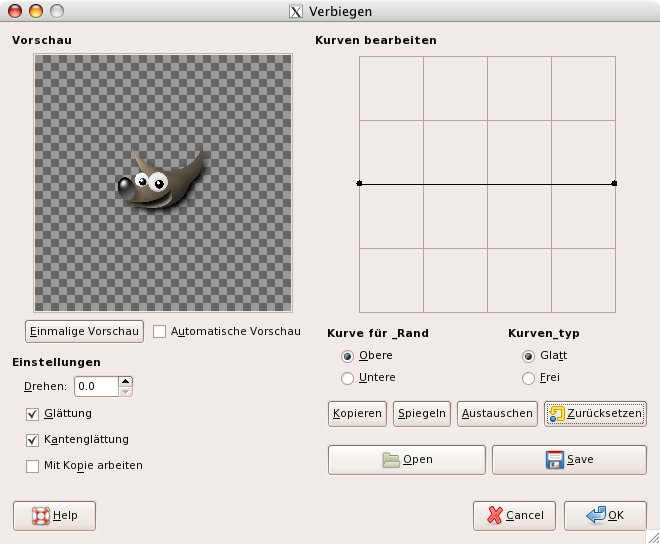 X Verbiegen
Vorschau
Kurven bearbeiten
Einmalige Vorschau
Automatische Vorschau
Kurve für _Rand
Kurven_typ
Obere
Glatt
Untere
Frei
Einstellungen
Drehen: 0.0
Glättung
Kantenglättung
Mit Kopie arbeiten
Kopieren
Spiegeln
Austauschen
Zurücksetzen
Open
Save
Help
Cancel
OK